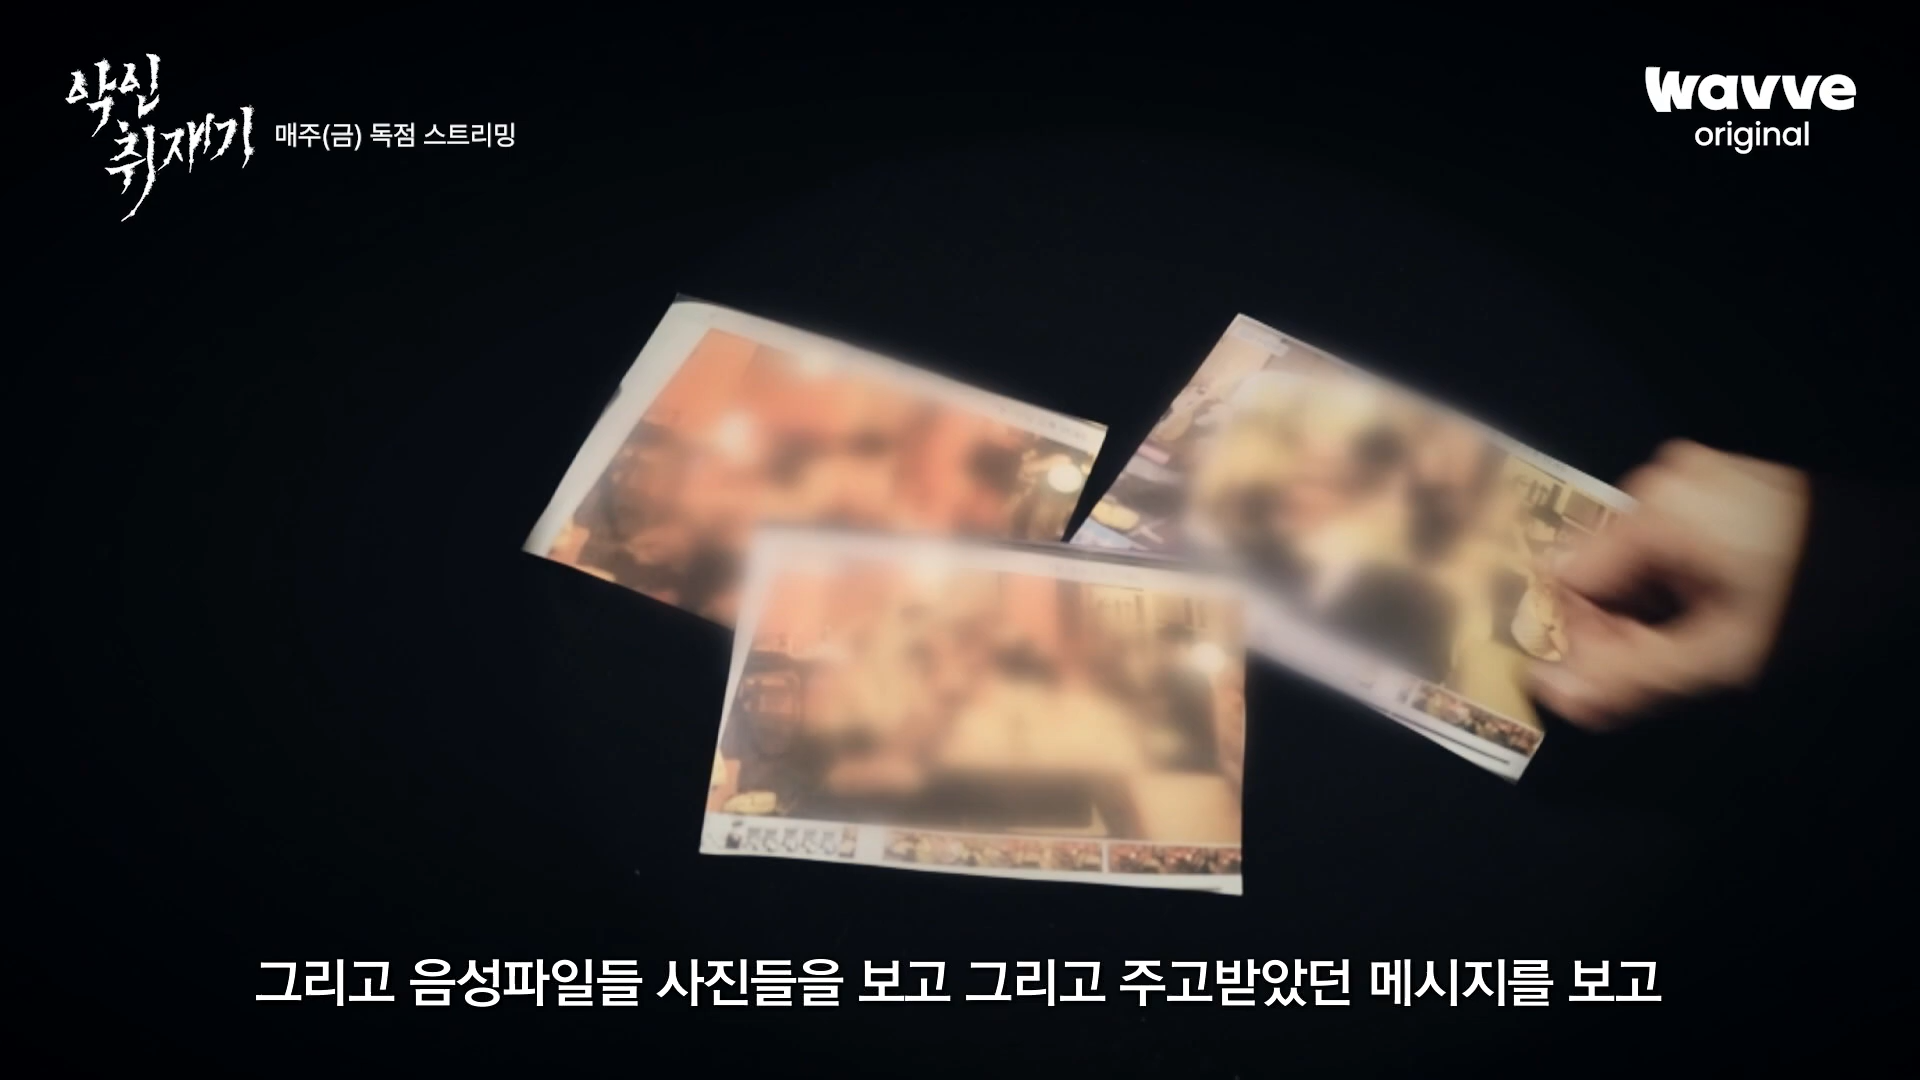 악인
취재기
매주(금) 독점 스트리밍
wavve
original
그리고 음성파일들 사진들을 보고 그리고 주고받았던 메시지를 보고